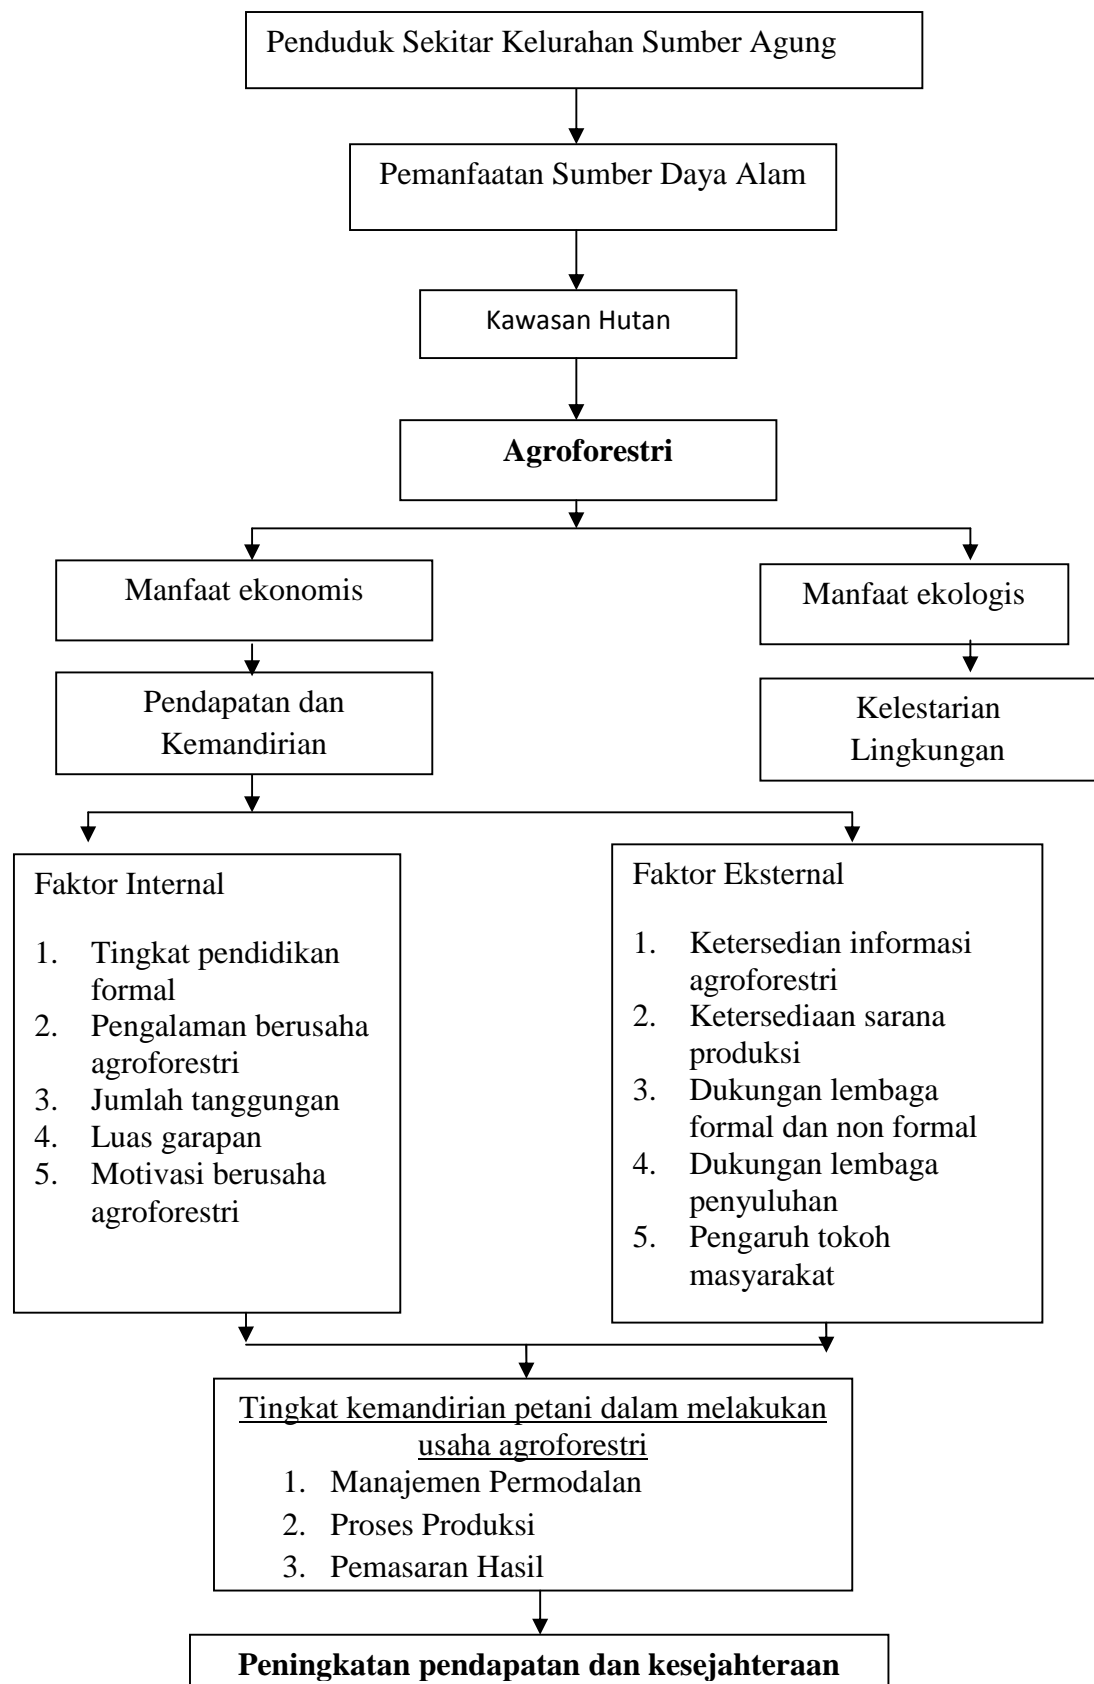 Penduduk Sekitar Kelurahan Sumber Agung
Pemanfaatan Sumber Daya Alam
Kawasan Hutan
Agroforestri
Manfaat ekonomis
Manfaat ekologis
Pendapatan dan
Kemandirian
Kelestarian
Lingkungan
Faktor Internal
1. Tingkat pendidikan
formal
2. Pengalaman berusaha
agroforestri
3. Jumlah tanggungan
4. Luas garapan
5. Motivasi berusaha
agroforestri
Faktor Eksternal
1. Ketersedian informasi
agroforestri
2. Ketersediaan sarana
produksi
3. Dukungan lembaga
formal dan non formal
4. Dukungan lembaga
penyuluhan
5. Pengaruh tokoh
masyarakat
Tingkat kemandirian petani dalam melakukan
usaha agroforestri
1. Manajemen Permodalan
2. Proses Produksi
3. Pemasaran Hasil
Peningkatan pendapatan dan kesejahteraan